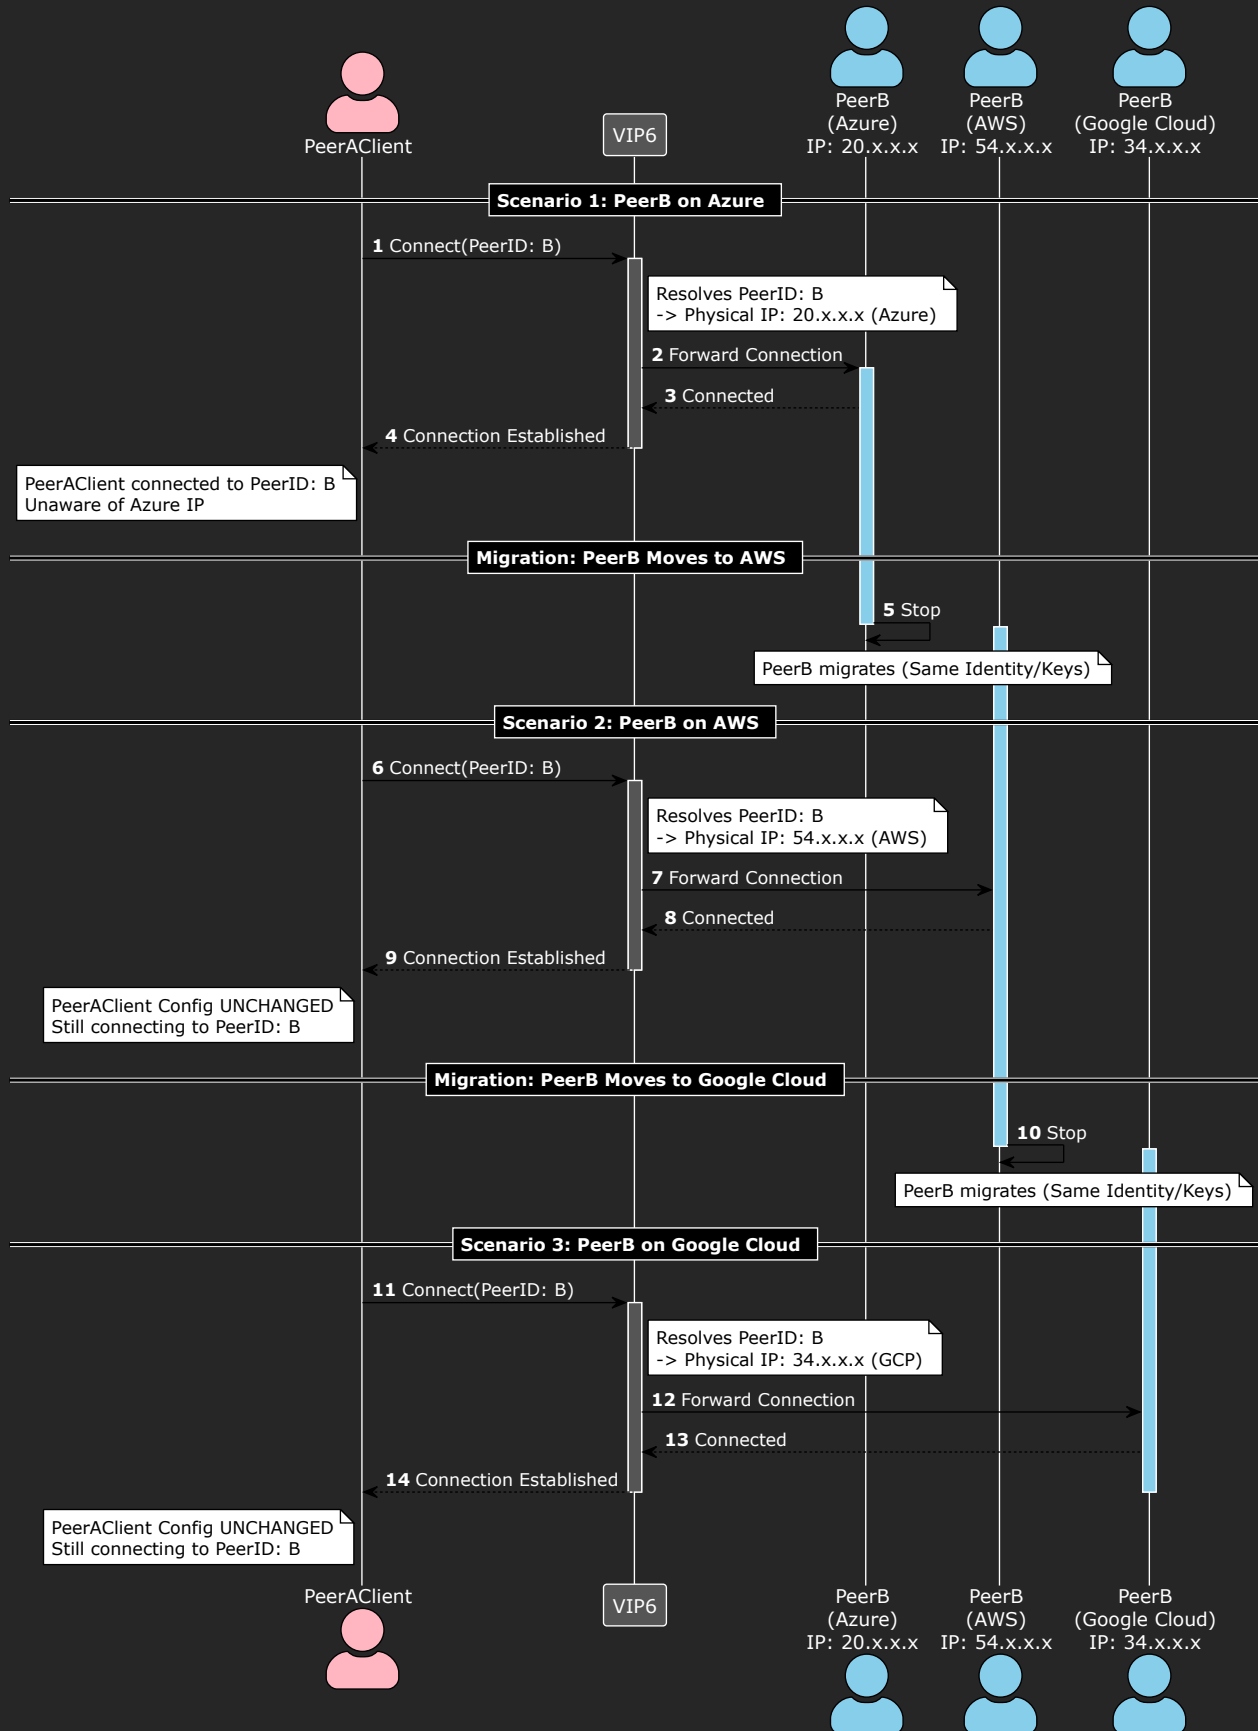 PeerAClient
VIP6
PeerB
(Azure)
IP: 20.x.x.x
PeerB
(AWS)
IP: 54.x.x.x
PeerB
(Google Cloud)
IP: 34.x.x.x
Scenario 1: PeerB on Azure
1 Connect(PeerID: B)
Resolves PeerID: B
-> Physical IP: 20.x.x.x (Azure)
2 Forward Connection
3 Connected
4 Connection Established
PeerAClient connected to PeerID: B
Unaware of Azure IP
Migration: PeerB Moves to AWS
5 Stop
PeerB migrates (Same Identity/Keys)
Scenario 2: PeerB on AWS
6 Connect(PeerID: B)
Resolves PeerID: B
-> Physical IP: 54.x.x.x (AWS)
7 Forward Connection
8 Connected
9 Connection Established
PeerAClient Config UNCHANGED
Still connecting to PeerID: B
Migration: PeerB Moves to Google Cloud
10 Stop
PeerB migrates (Same Identity/Keys)
Scenario 3: PeerB on Google Cloud
11 Connect(PeerID: B)
Resolves PeerID: B
-> Physical IP: 34.x.x.x (GCP)
12 Forward Connection
13 Connected
14 Connection Established
PeerAClient Config UNCHANGED
Still connecting to PeerID: B
PeerAClient
VIP6
PeerB
(Azure)
IP: 20.x.x.x
PeerB
(AWS)
IP: 54.x.x.x
PeerB
(Google Cloud)
IP: 34.x.x.x